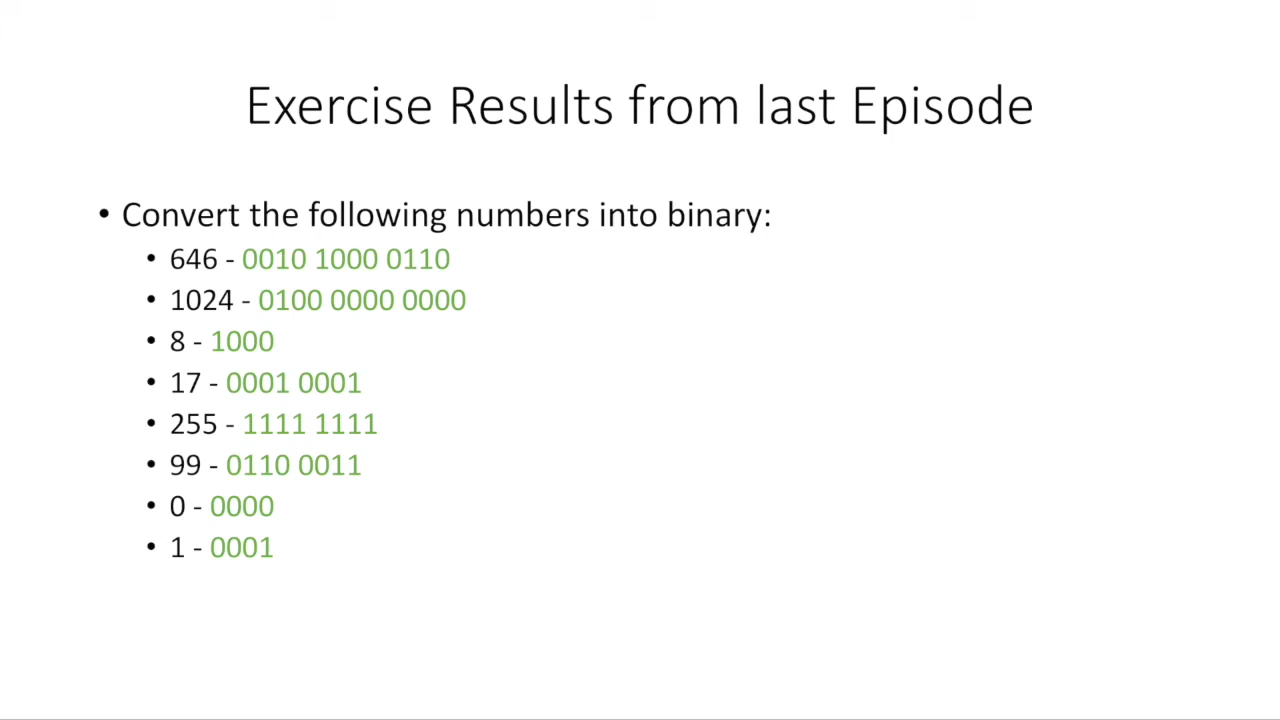 Exercise Results from last Episode
• Convert the following numbers into binary:
• 646 - 0010 1000 0110
• 1024 - 0100 0000 0000
• 8 - 1000
• 17 - 0001 0001
• 255 - 1111 1111
• 99 - 0110 0011
• 0 - 0000
• 1 - 0001